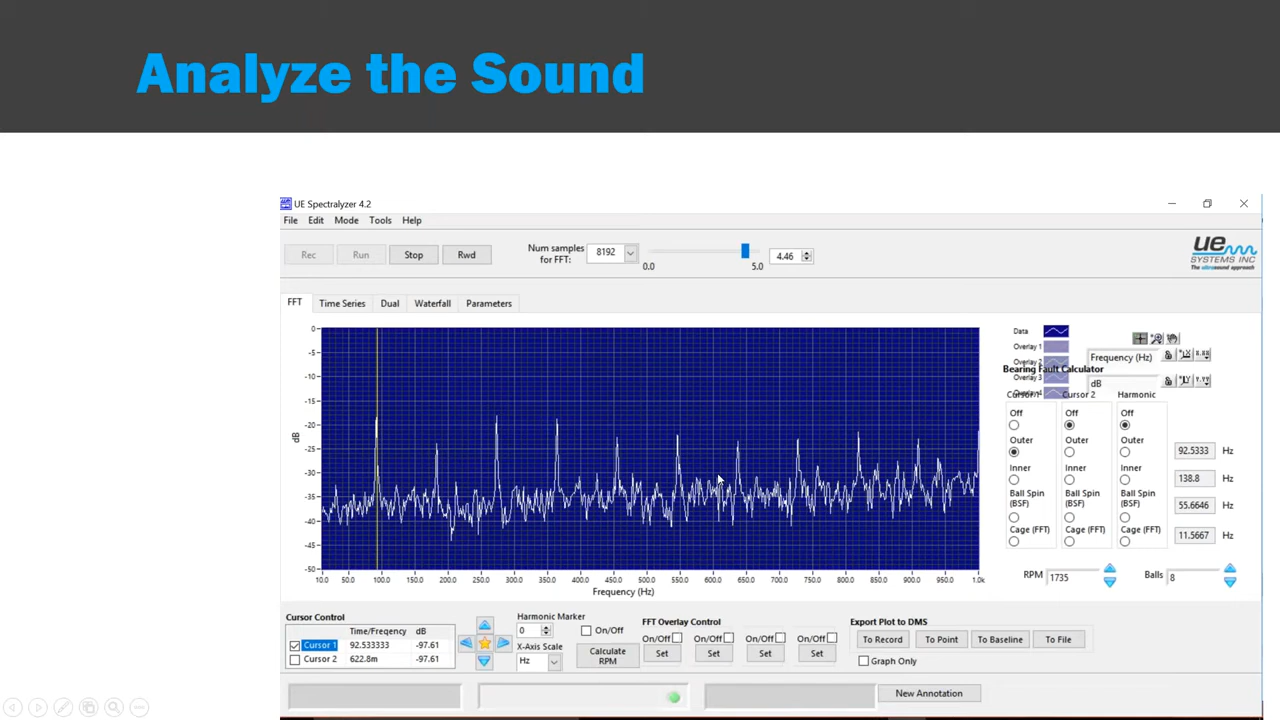 Analyze the Sound
UE Spectralyzer 4.2
File Edit Mode Tools Help
Rec Run Stop Rwd
Num samples for FFT:
8192
0.0 5.0
4.46
ue
SYSTEMS INC
The ultrasound approach
FFT Time Series Dual Waterfall Parameters
0
-5
-10
-15
-20
-25
-30
-35
-40
-45
-50
dB
10.0 50.0 100.0 150.0 200.0 250.0 300.0 350.0 400.0 450.0 500.0 550.0 600.0 650.0 700.0 750.0 800.0 850.0 900.0 1.0k
Frequency (Hz)
Data
Overlay 1
Overlay 2
Overlay 3
Frequency (Hz)
dB
Bearing Fault Calculator
Cursor 1 Cursor 2 Harmonic
Off Off Off
Outer Outer Outer
Inner Inner Inner
Ball Spin (BSF) Ball Spin (BSF) Ball Spin (BSF)
Cage (FFT) Cage (FFT) Cage (FFT)
92.5333 Hz
138.8 Hz
55.6646 Hz
11.5667 Hz
RPM 1735 Balls 8
Cursor Control
Time/Freqency dB
Cursor 1 92.533333 -97.61
Cursor 2 622.8m -97.61
Harmonic Marker
0 On/Off
X-Axis Scale
Hz
Calculate RPM
FFT Overlay Control
On/Off On/Off On/Off On/Off
Set Set Set Set
Export Plot to DMS
To Record To Point To Baseline To File
Graph Only
New Annotation